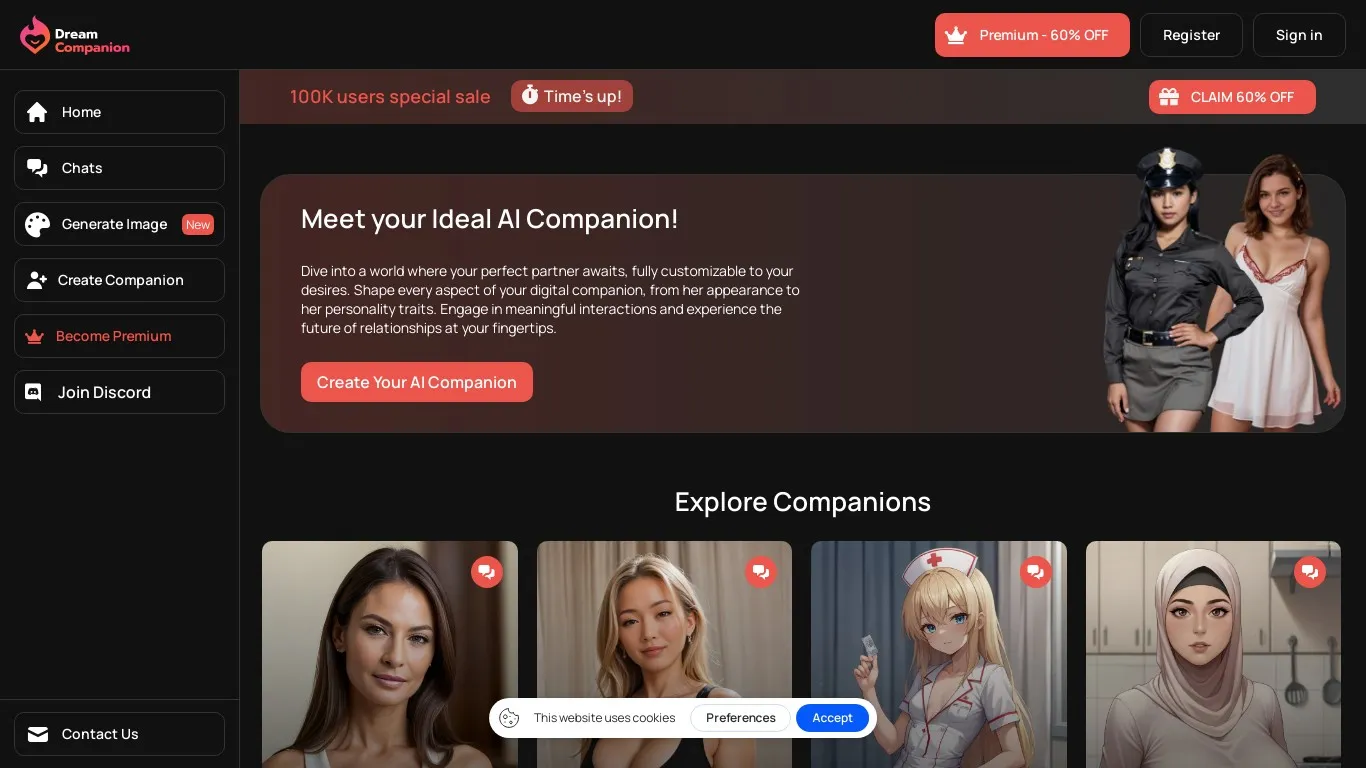 Dream
Companion
Premium - 60% OFF
Register
Sign in
Home
Chats
Generate Image New
Create Companion
Become Premium
Join Discord
Contact Us
100K users special sale
Time's up!
CLAIM 60% OFF
Meet your Ideal AI Companion!
Dive into a world where your perfect partner awaits, fully customizable to your
desires. Shape every aspect of your digital companion, from her appearance to
her personality traits. Engage in meaningful interactions and experience the
future of relationships at your fingertips.
Create Your AI Companion
Explore Companions
This website uses cookies
Preferences
Accept